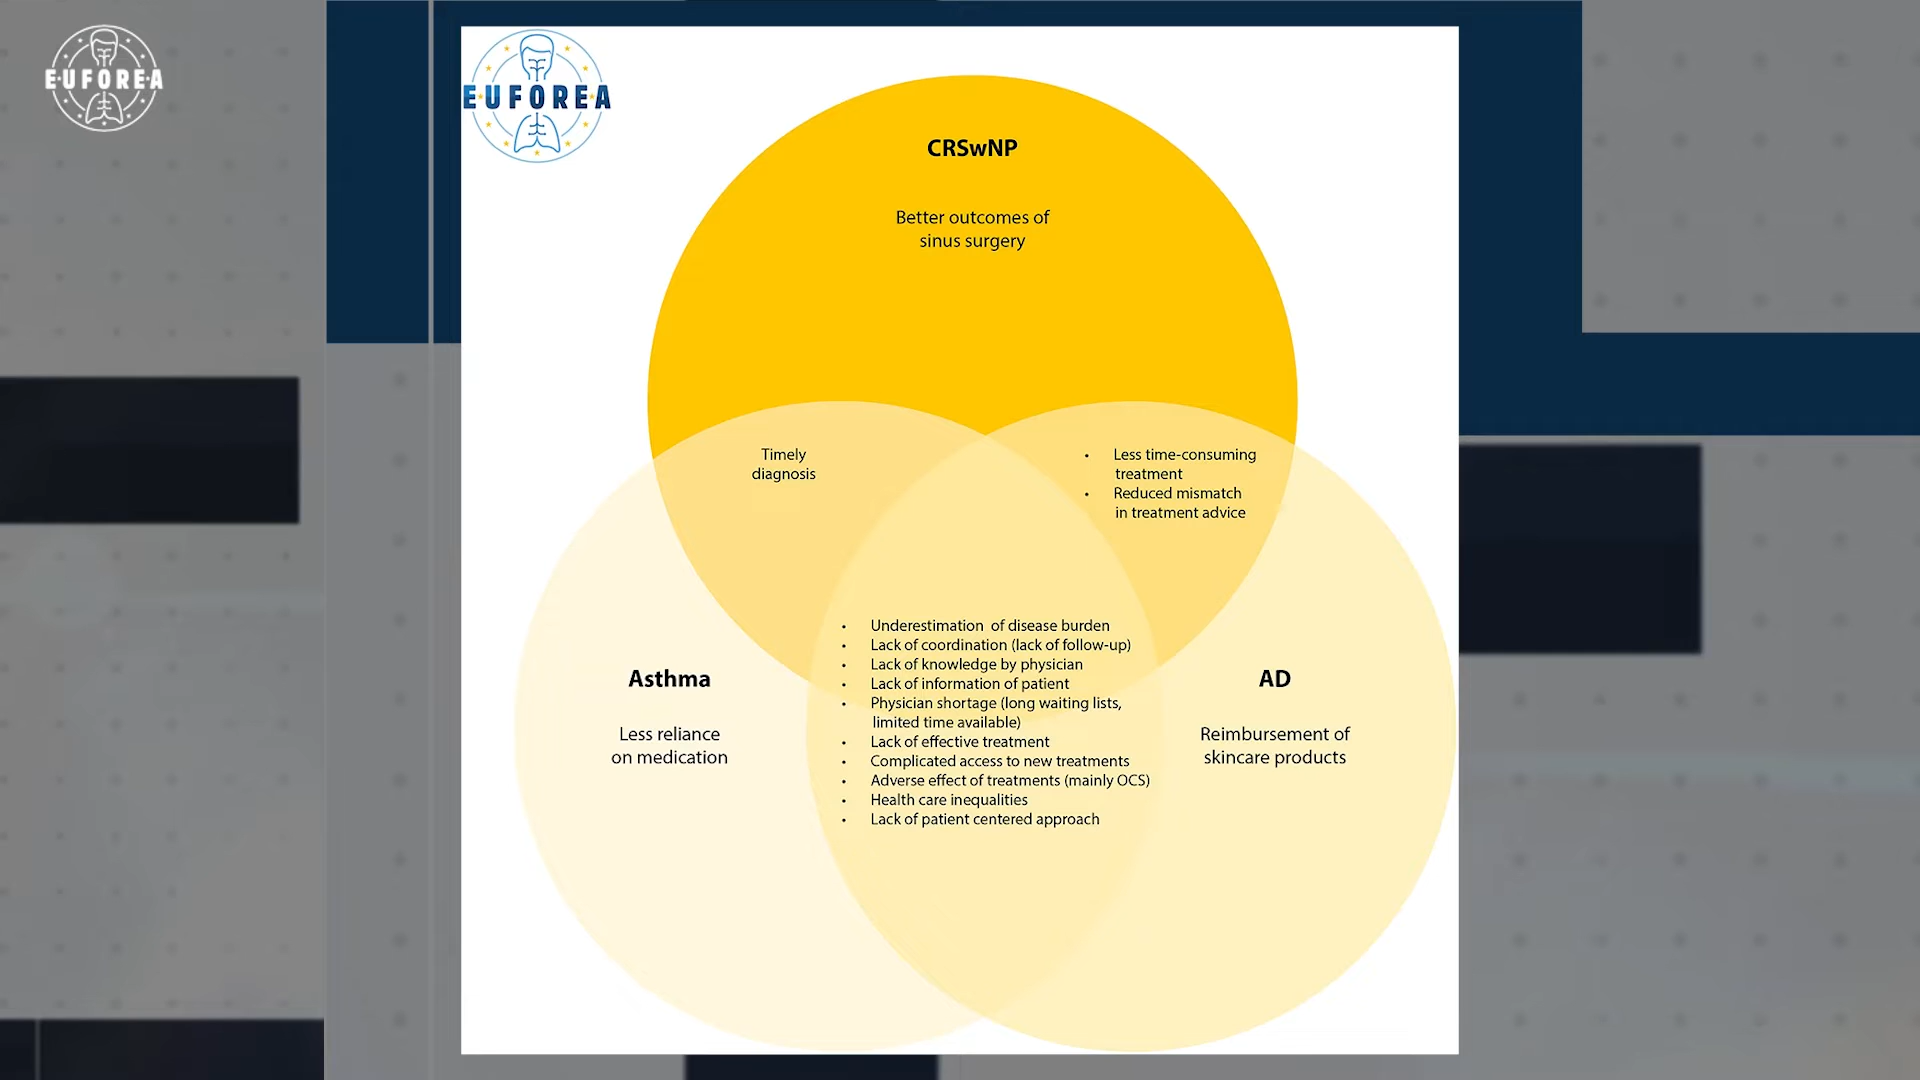 EUFOREA
EUFOREA
CRSwNP
Better outcomes of
sinus surgery
Timely
diagnosis
• Less time-consuming
treatment
• Reduced mismatch
in treatment advice
• Underestimation of disease burden
• Lack of coordination (lack of follow-up)
• Lack of knowledge by physician
• Lack of information of patient
• Physician shortage (long waiting lists,
limited time available)
• Lack of effective treatment
• Complicated access to new treatments
• Adverse effect of treatments (mainly OCS)
• Health care inequalities
• Lack of patient centered approach
Asthma
Less reliance
on medication
AD
Reimbursement of
skincare products